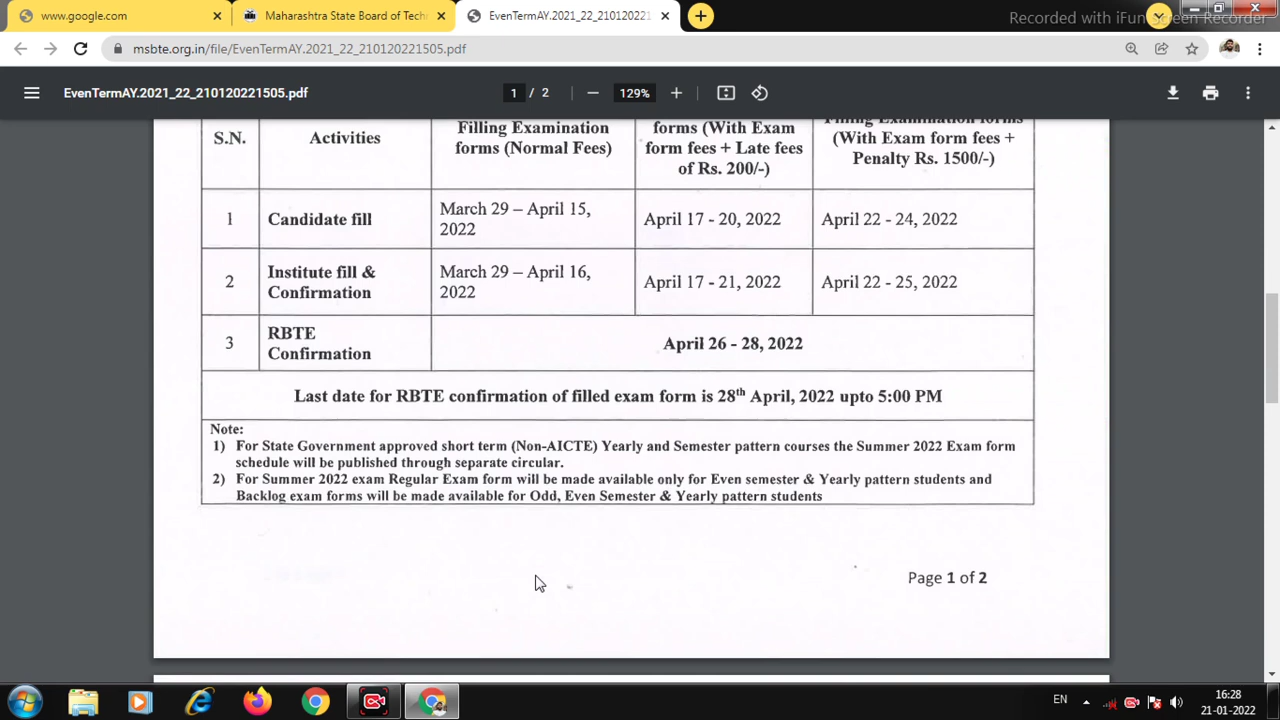 www.google.com
Maharashtra State Board of Techn
EvenTermAY.2021_22_2101202215
Recorded with iFun Screen Recorder
msbte.org.in/file/EvenTermAY.2021_22_210120221505.pdf
EvenTermAY.2021_22_210120221505.pdf
1 / 2
129%
S.N.
Activities
Filling Examination
forms (Normal Fees)
forms (With Exam
form fees + Late fees
of Rs. 200/-)
Filling Examination forms
(With Exam form fees +
Penalty Rs. 1500/-)
1
Candidate fill
March 29 – April 15,
2022
April 17 - 20, 2022
April 22 - 24, 2022
2
Institute fill &
Confirmation
March 29 – April 16,
2022
April 17 - 21, 2022
April 22 - 25, 2022
3
RBTE
Confirmation
April 26 - 28, 2022
Last date for RBTE confirmation of filled exam form is 28th April, 2022 upto 5:00 PM
Note:
1) For State Government approved short term (Non-AICTE) Yearly and Semester pattern courses the Summer 2022 Exam form
schedule will be published through separate circular.
2) For Summer 2022 exam Regular Exam form will be made available only for Even semester & Yearly pattern students and
Backlog exam forms will be made available for Odd, Even Semester & Yearly pattern students
Page 1 of 2
EN
16:28
21-01-2022